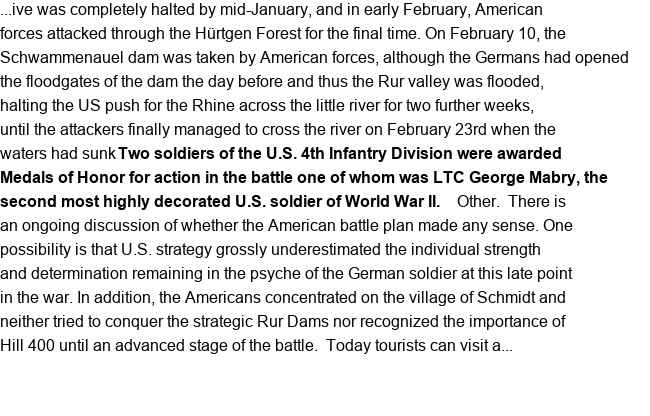 ...ive was completely halted by mid-January, and in early February, American
forces attacked through the Hürtgen Forest for the final time. On February 10, the
Schwammenauel dam was taken by American forces, although the Germans had opened
the floodgates of the dam the day before and thus the Rur valley was flooded,
halting the US push for the Rhine across the little river for two further weeks,
until the attackers finally managed to cross the river on February 23rd when the
waters had sunk Two soldiers of the U.S. 4th Infantry Division were awarded
Medals of Honor for action in the battle one of whom was LTC George Mabry, the
second most highly decorated U.S. soldier of World War II. Other. There is
an ongoing discussion of whether the American battle plan made any sense. One
possibility is that U.S. strategy grossly underestimated the individual strength
and determination remaining in the psyche of the German soldier at this late point
in the war. In addition, the Americans concentrated on the village of Schmidt and
neither tried to conquer the strategic Rur Dams nor recognized the importance of
Hill 400 until an advanced stage of the battle. Today tourists can visit a...